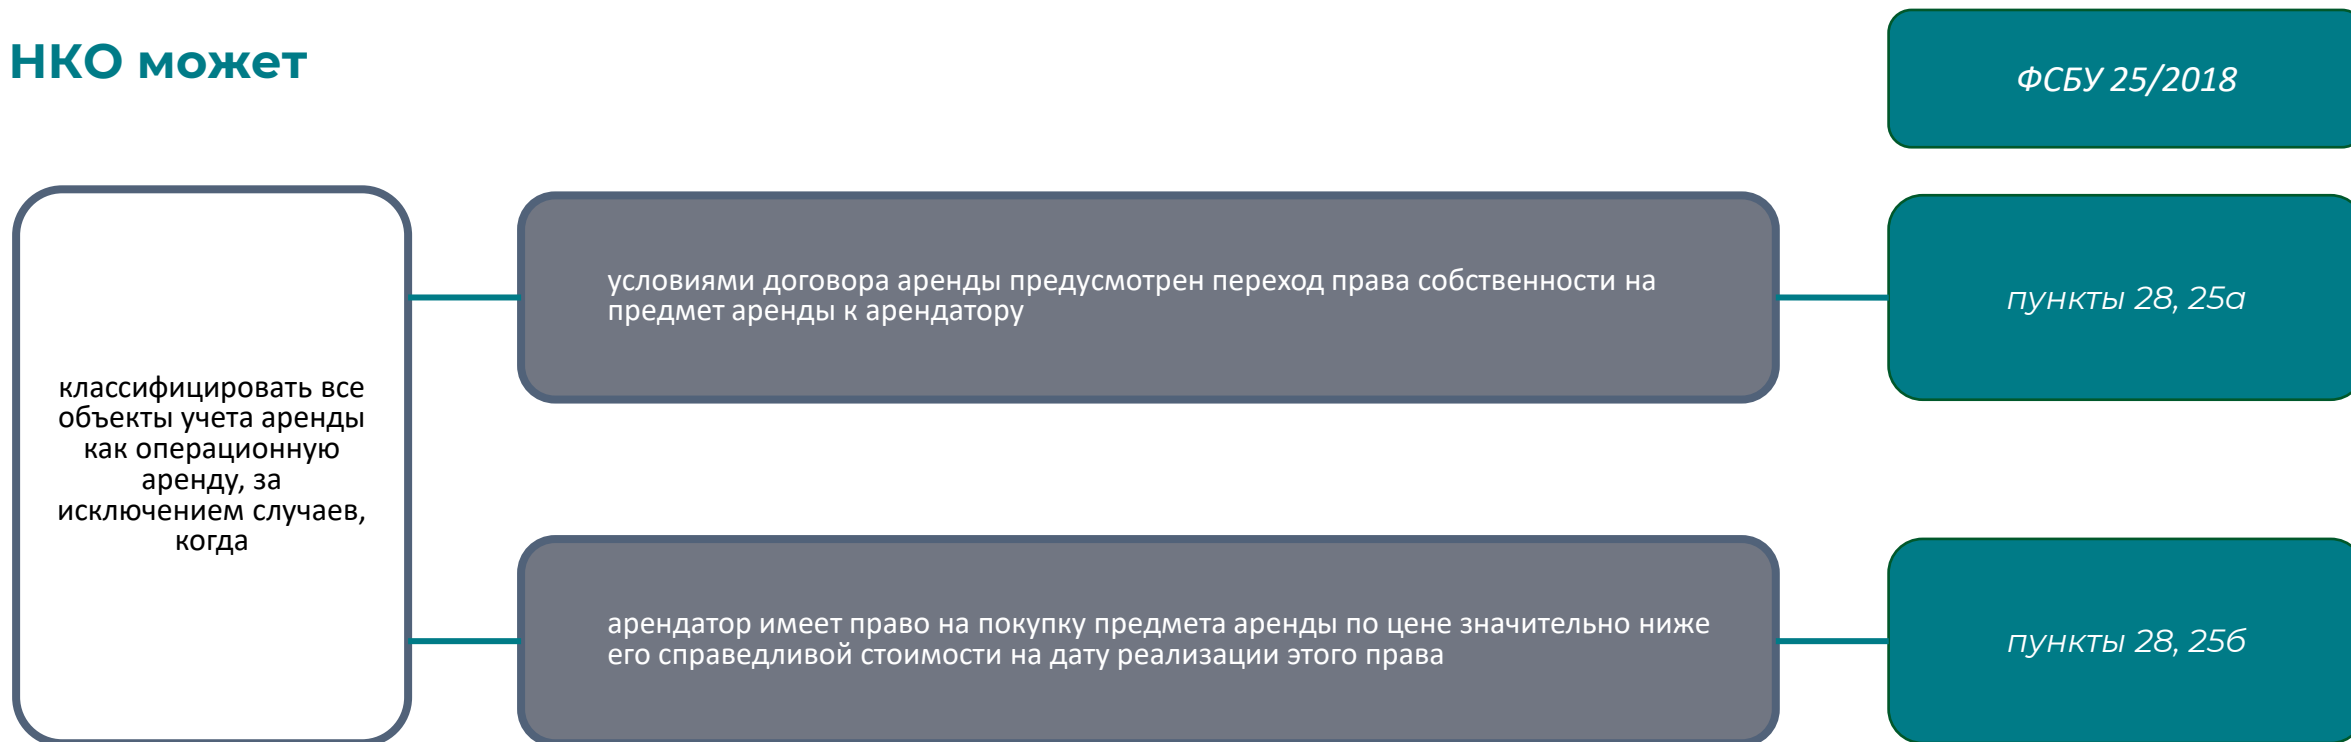 НКО может
ФСБУ 25/2018
классифицировать все
объекты учета аренды
как операционную
аренду, за
исключением случаев,
когда
условиями договора аренды предусмотрен переход права собственности на
предмет аренды к арендатору
пункты 28, 25а
арендатор имеет право на покупку предмета аренды по цене значительно ниже
его справедливой стоимости на дату реализации этого права
пункты 28, 25б